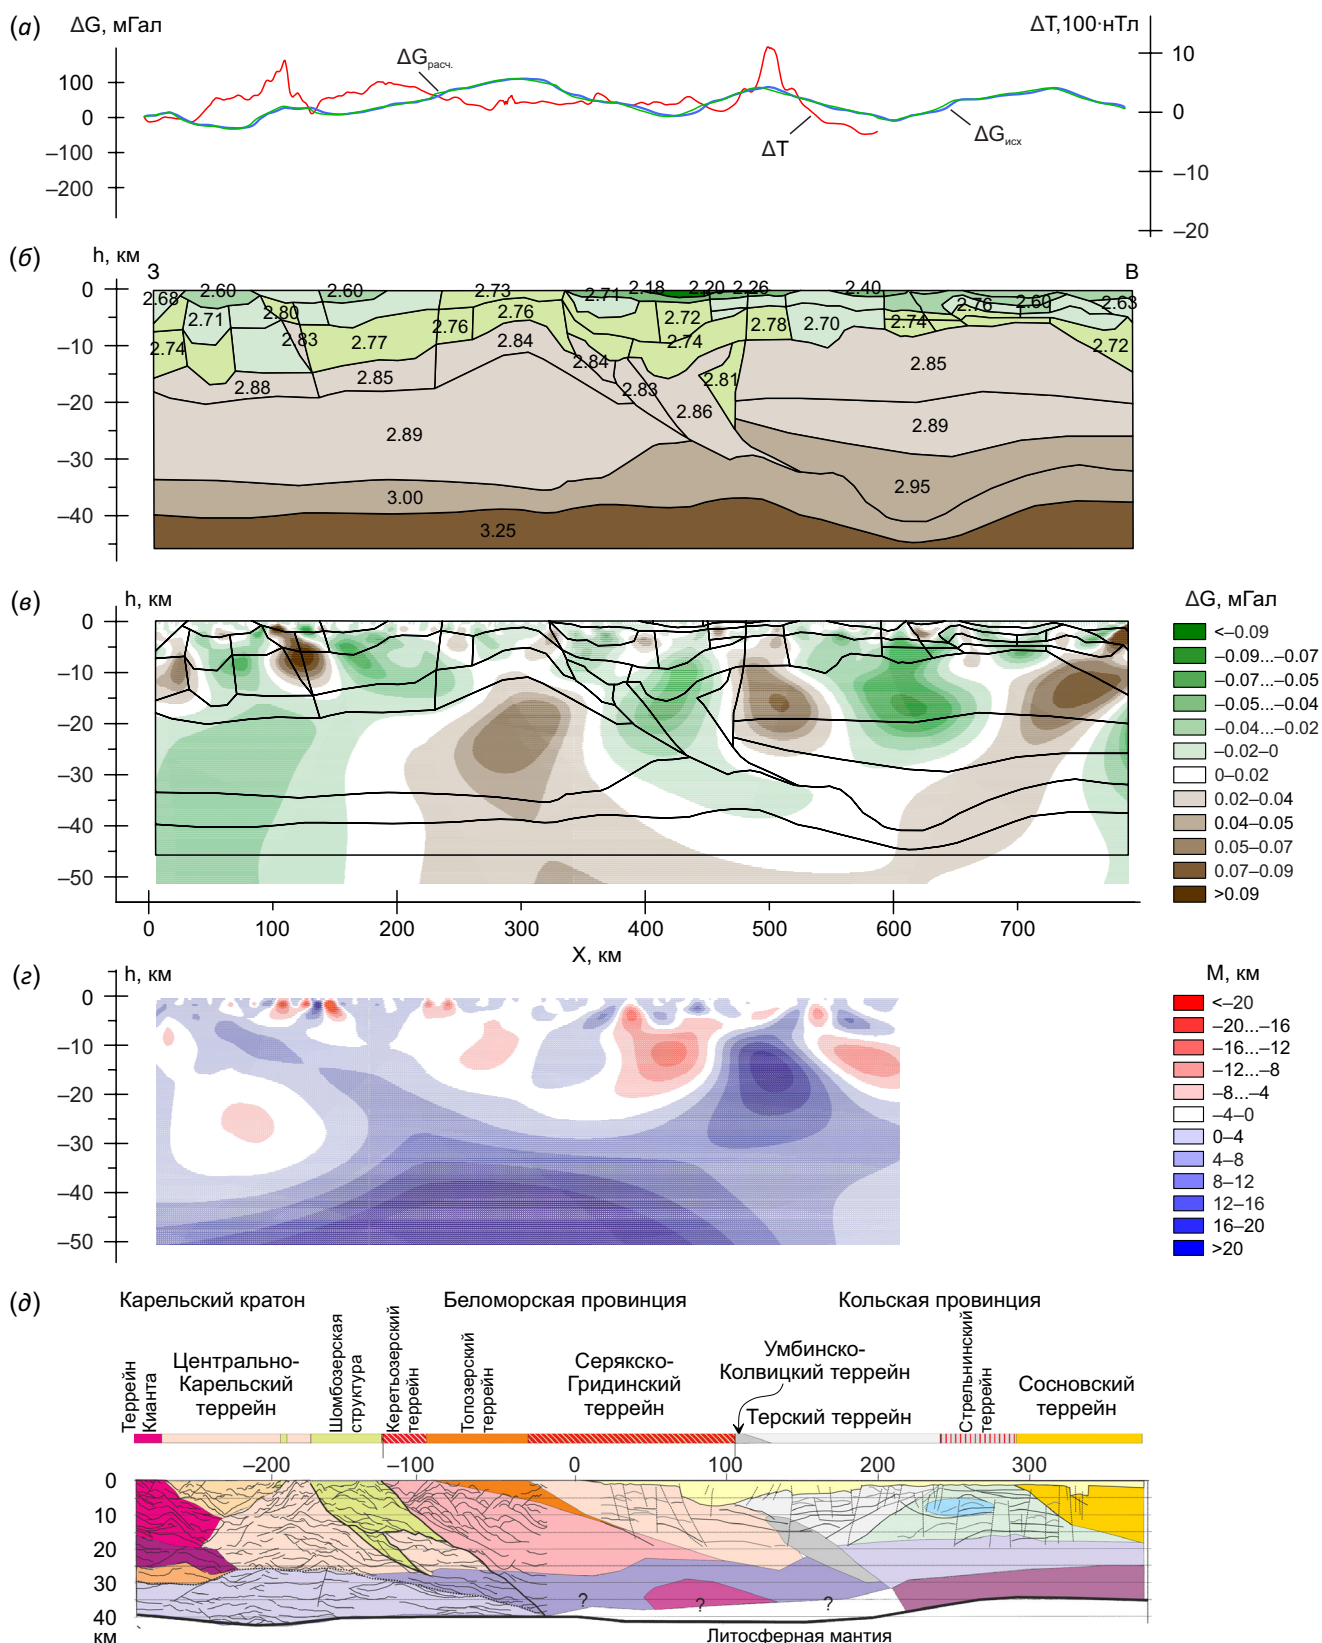 (а)
ΔG, мГал
ΔT,100·нТл
100
0
−100
−200
10
0
−10
−20
ΔGрасч.
ΔT
ΔGисх
(б)
h, км
З
В
0
−10
−20
−30
−40
2.68
2.60
2.60
2.73
2.71
2.18
2.20
2.26
2.40
2.76
2.60
2.63
2.71
2.80
2.83
2.76
2.76
2.72
2.78
2.70
2.74
2.74
2.77
2.84
2.74
2.72
2.88
2.85
2.84
2.83
2.81
2.85
2.86
2.89
2.89
3.00
2.95
3.25
(в)
h, км
0
−10
−20
−30
−40
−50
0
100
200
300
400
500
600
700
X, км
ΔG, мГал
<−0.09
−0.09...−0.07
−0.07...−0.05
−0.05...−0.04
−0.04...−0.02
−0.02–0
0–0.02
0.02–0.04
0.04–0.05
0.05–0.07
0.07–0.09
>0.09
(г)
h, км
0
−10
−20
−30
−40
−50
М, км
<−20
−20...−16
−16...−12
−12...−8
−8...−4
−4–0
0–4
4–8
8–12
12–16
16–20
>20
(д)
Карельский кратон
Беломорская провинция
Кольская провинция
Террейн
Кианта
Центрально-
Карельский
террейн
Шомбозерская
структура
Керетьозерский
террейн
Топозерский
террейн
Серякско-
Гридинский
террейн
Умбинско-
Колвицкий террейн
Терский террейн
Стрельнинский
террейн
Сосновский
террейн
−200
−100
0
100
200
300
0
10
20
30
40
км
?
?
?
Литосферная мантия